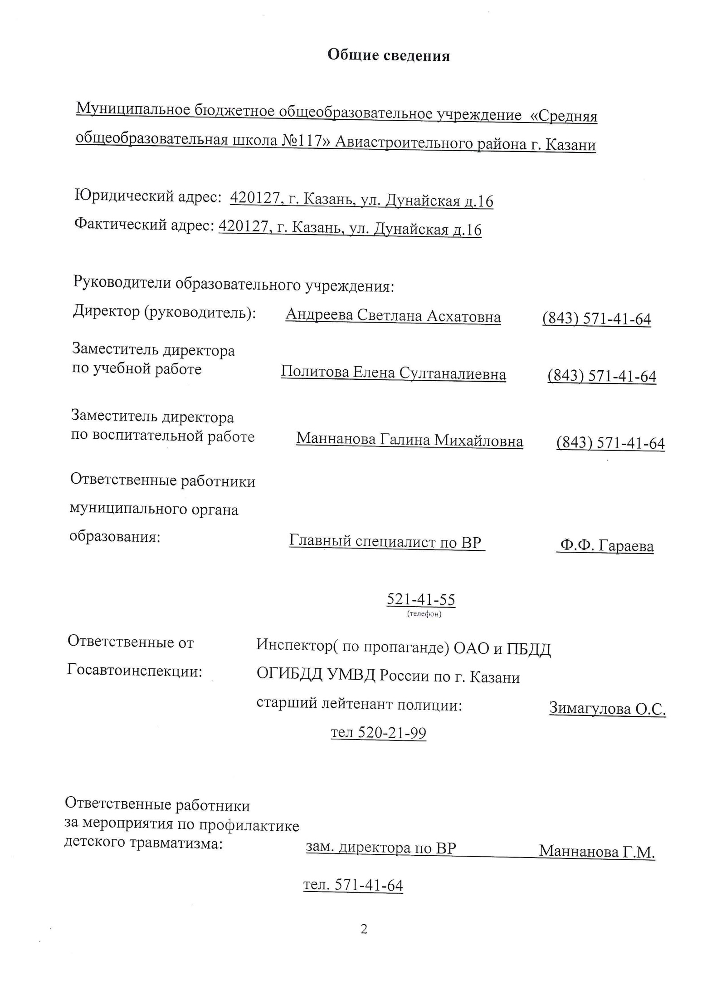 Общие сведения
Муниципальное бюджетное общеобразовательное учреждение «Средняя
общеобразовательная школа №117» Авиастроительного района г. Казани
Юридический адрес: 420127, г. Казань, ул. Дунайская д.16
Фактический адрес: 420127, г. Казань, ул. Дунайская д.16
Руководители образовательного учреждения:
Директор (руководитель): Андреева Светлана Асхатовна (843) 571-41-64
Заместитель директора
по учебной работе Политова Елена Султаналиевна (843) 571-41-64
Заместитель директора
по воспитательной работе Маннанова Галина Михайловна (843) 571-41-64
Ответственные работники
муниципального органа
образования: Главный специалист по ВР Ф.Ф. Гараева
521-41-55
(телефон)
Ответственные от Инспектор( по пропаганде) ОАО и ПБДД
Госавтоинспекции: ОГИБДД УМВД России по г. Казани
старший лейтенант полиции: Зимагулова О.С.
тел 520-21-99
Ответственные работники
за мероприятия по профилактике
детского травматизма: зам. директора по ВР Маннанова Г.М.
тел. 571-41-64
2